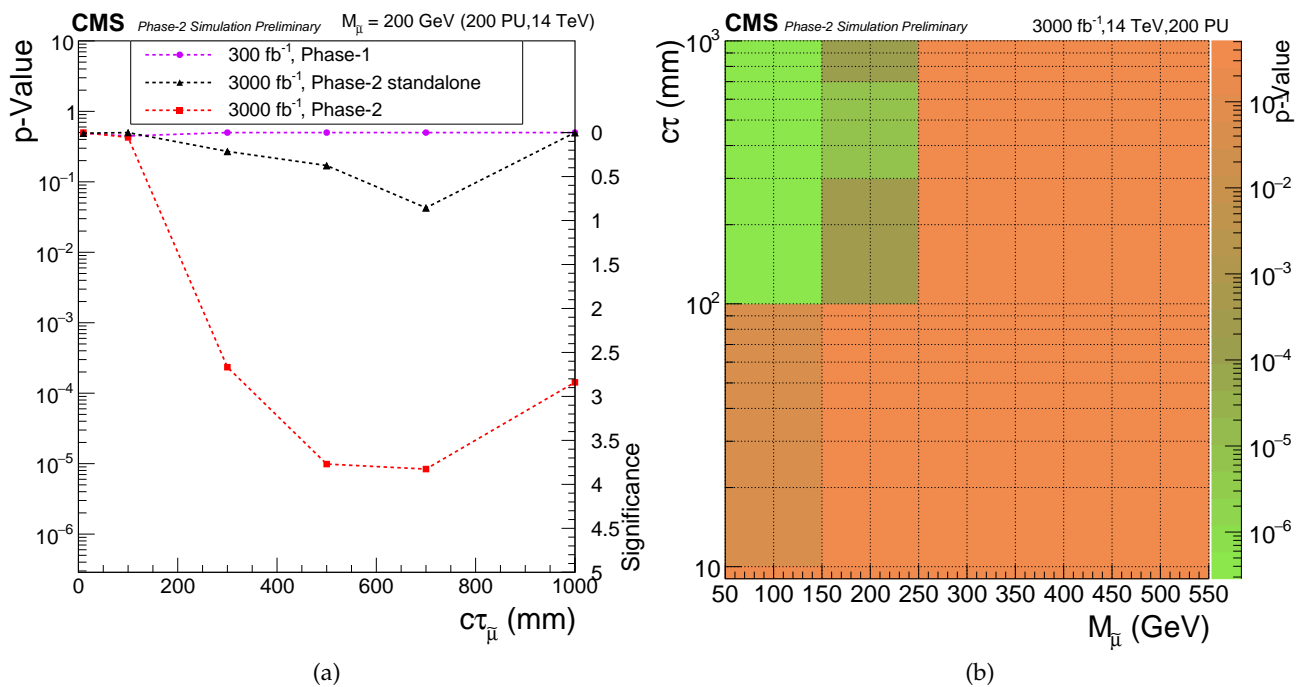 CMS Phase-2 Simulation Preliminary M_μ̃ = 200 GeV (200 PU,14 TeV)
300 fb⁻¹, Phase-1
3000 fb⁻¹, Phase-2 standalone
3000 fb⁻¹, Phase-2
p-Value
10
1
10⁻¹
10⁻²
10⁻³
10⁻⁴
10⁻⁵
10⁻⁶
0
0.5
1
1.5
2
2.5
3
3.5
4
4.5
5
Significance
0 200 400 600 800 1000
cτ_μ̃ (mm)
(a)
CMS Phase-2 Simulation Preliminary 3000 fb⁻¹,14 TeV,200 PU
cτ (mm)
10³
10²
10
50 100 150 200 250 300 350 400 450 500 550
M_μ̃ (GeV)
p-Value
10⁻¹
10⁻²
10⁻³
10⁻⁴
10⁻⁵
10⁻⁶
(b)